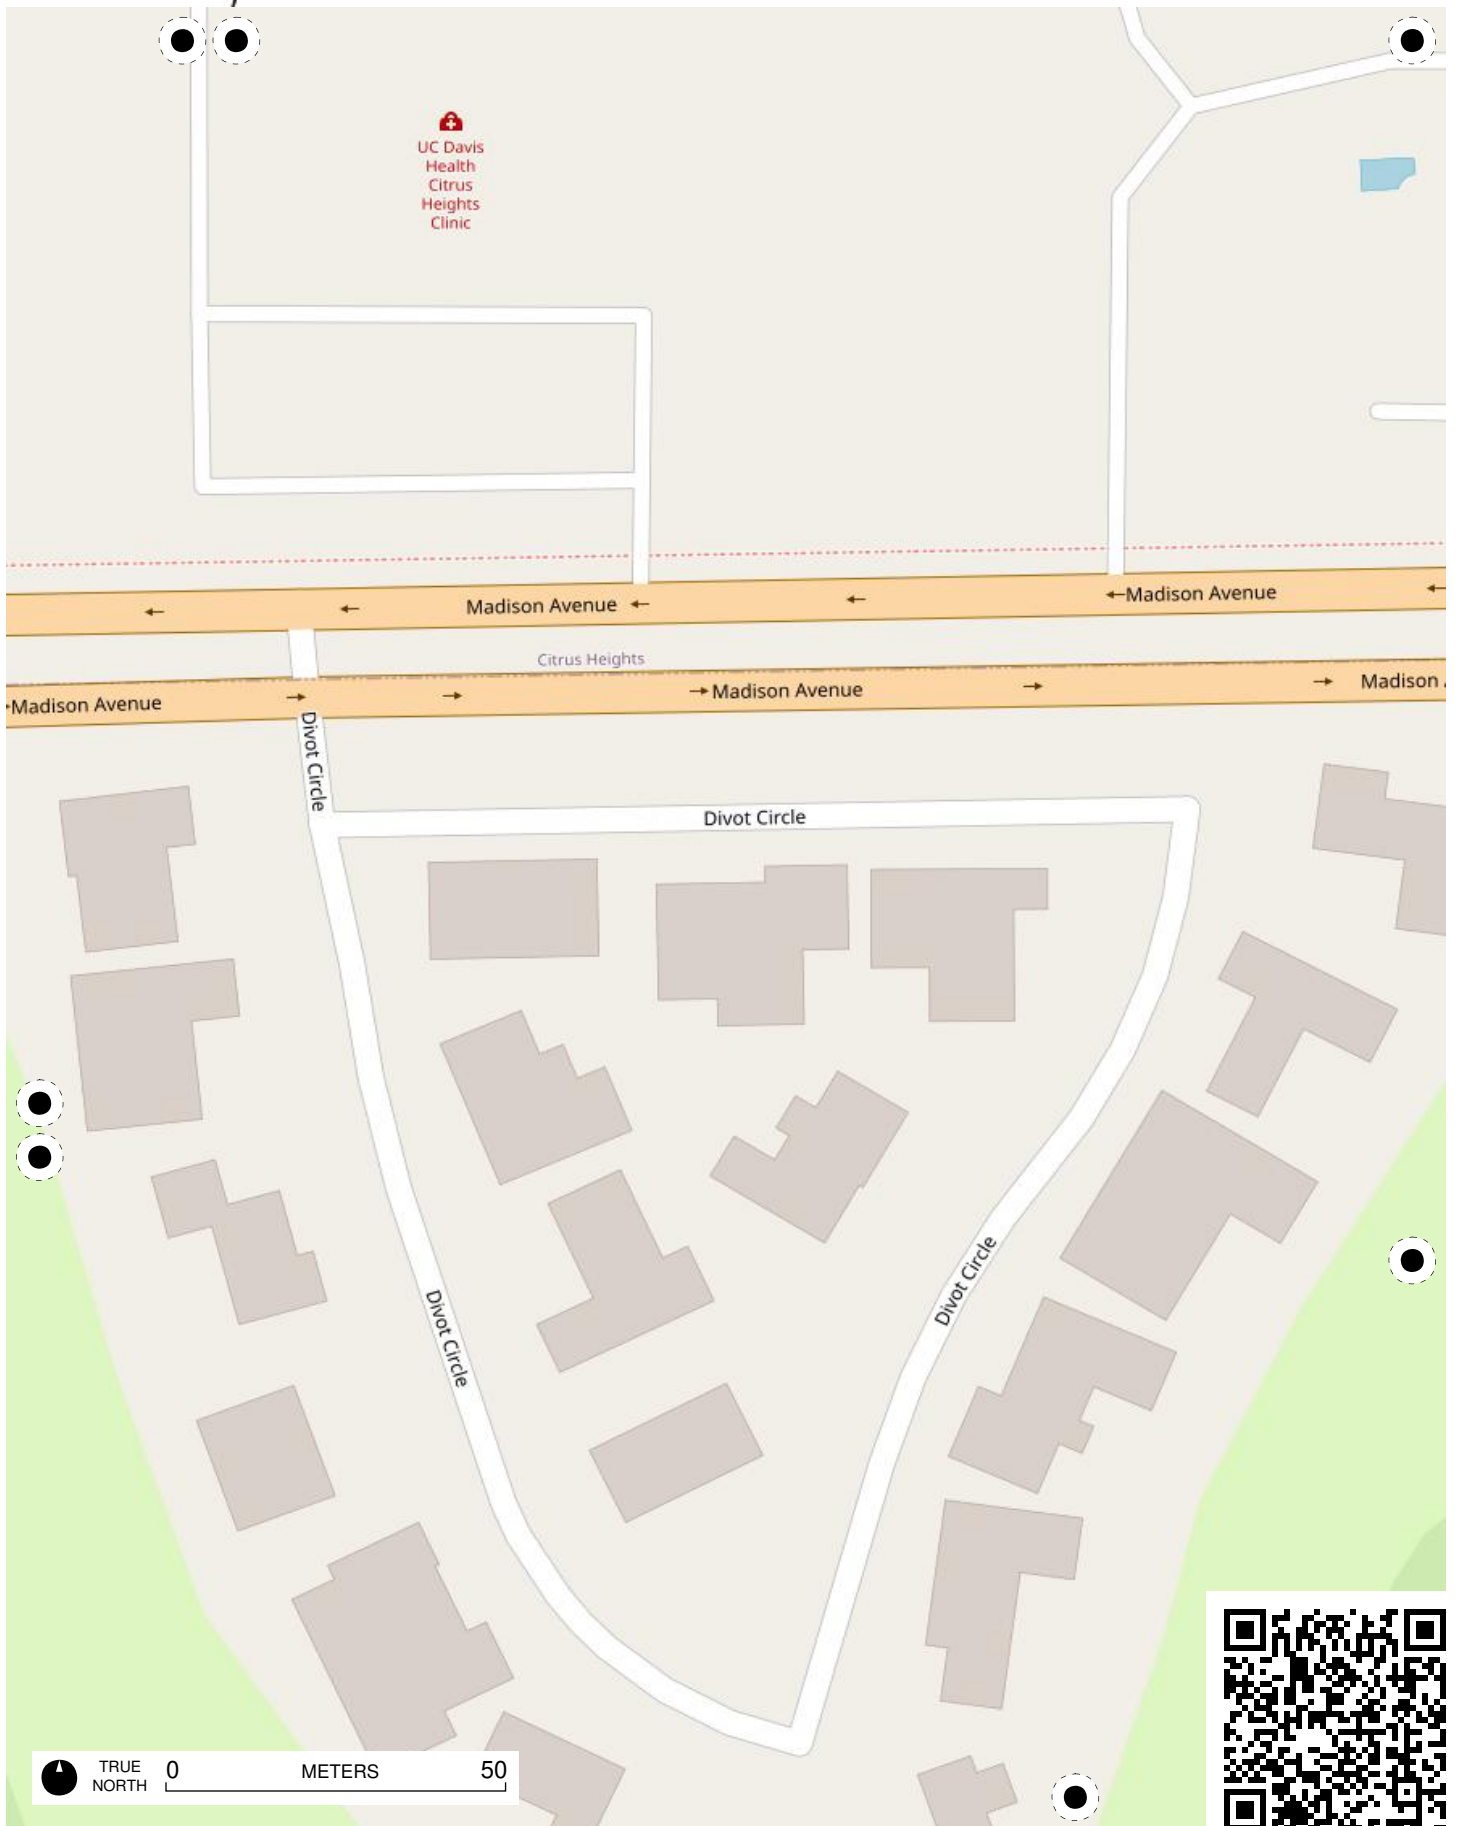 UC Davis
Health
Citrus
Heights
Clinic
Madison Avenue
Madison Avenue
Citrus Heights
Madison Avenue
Madison Avenue
Madison
Divot Circle
Divot Circle
Divot Circle
Divot Circle
TRUE
NORTH
0
METERS
50